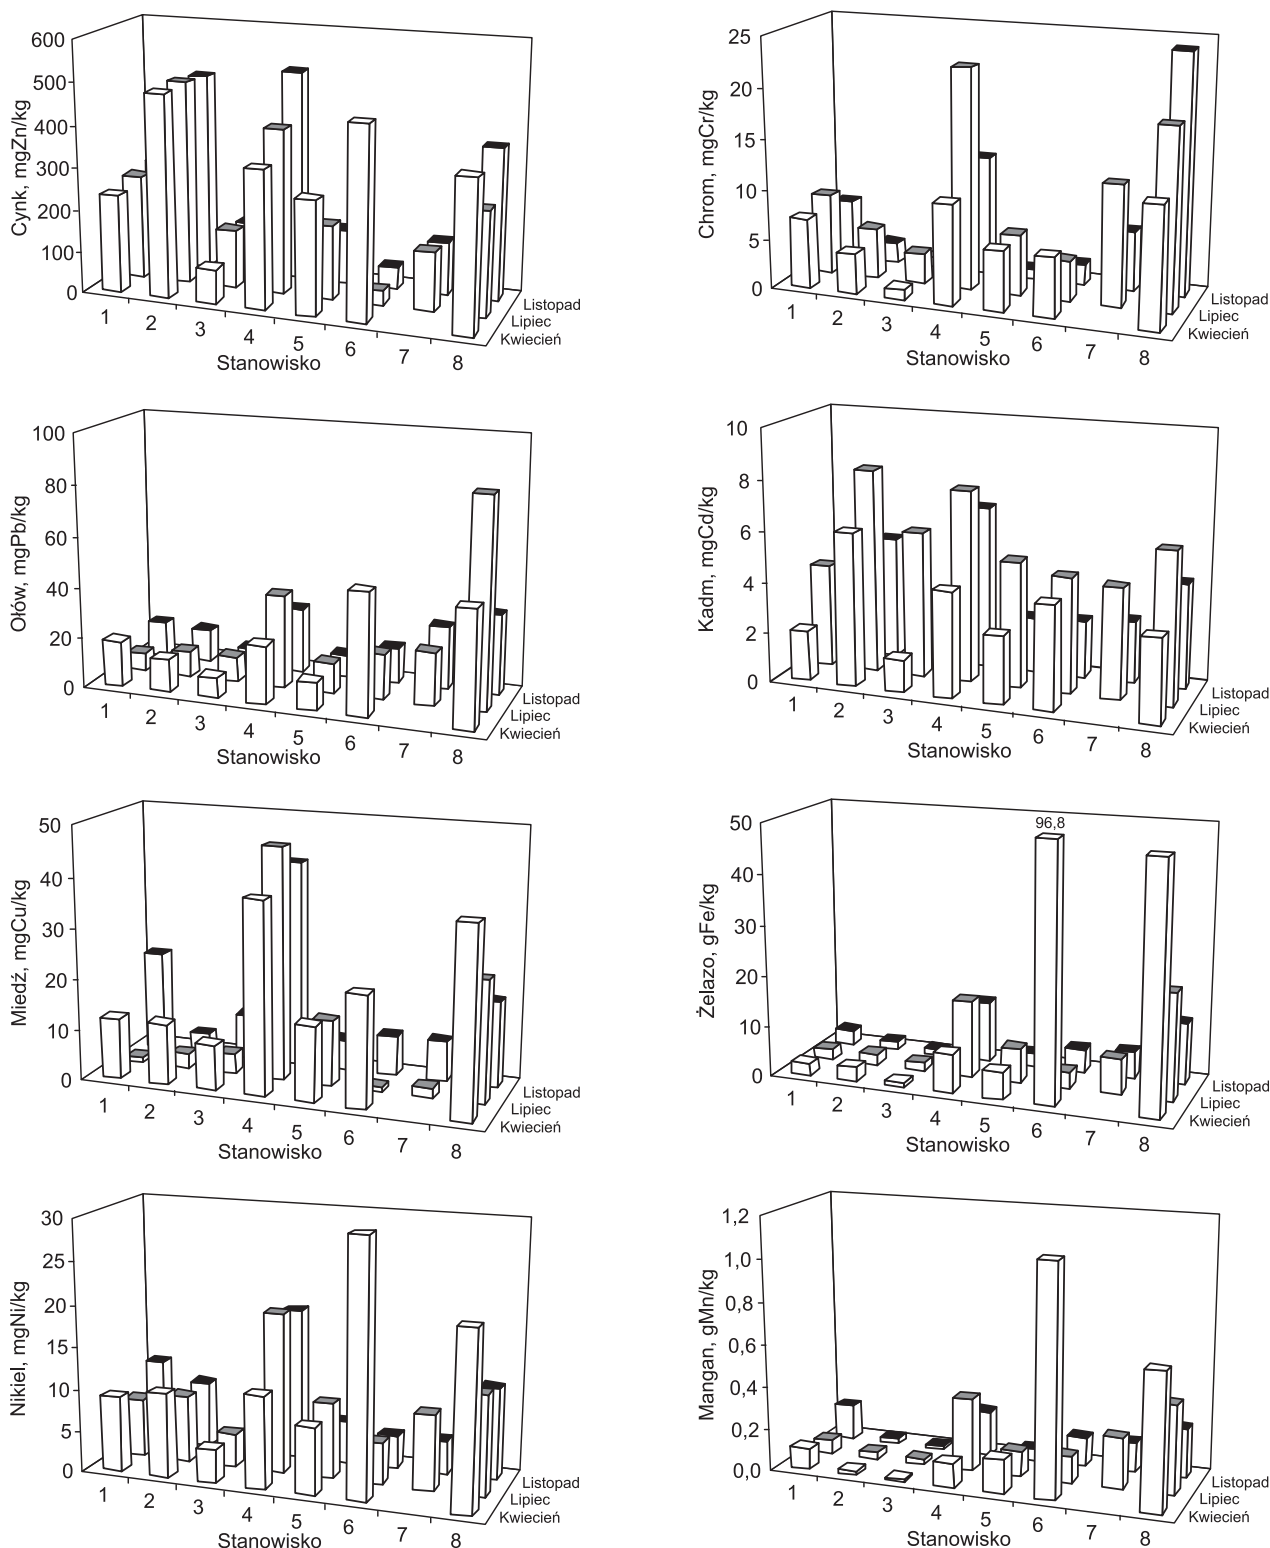 Cynk, mgZn/kg
600
500
400
300
200
100
0
1 2 3 4 5 6 7 8
Stanowisko
Listopad
Lipiec
Kwiecień
Chrom, mgCr/kg
25
20
15
10
5
0
1 2 3 4 5 6 7 8
Stanowisko
Listopad
Lipiec
Kwiecień
Ołów, mgPb/kg
100
80
60
40
20
0
1 2 3 4 5 6 7 8
Stanowisko
Listopad
Lipiec
Kwiecień
Kadm, mgCd/kg
10
8
6
4
2
0
1 2 3 4 5 6 7 8
Stanowisko
Listopad
Lipiec
Kwiecień
Miedź, mgCu/kg
50
40
30
20
10
0
1 2 3 4 5 6 7 8
Stanowisko
Listopad
Lipiec
Kwiecień
Żelazo, gFe/kg
50
40
30
20
10
0
96,8
1 2 3 4 5 6 7 8
Stanowisko
Listopad
Lipiec
Kwiecień
Nikiel, mgNi/kg
30
25
20
15
10
5
0
1 2 3 4 5 6 7 8
Stanowisko
Listopad
Lipiec
Kwiecień
Mangan, gMn/kg
1,2
1,0
0,8
0,6
0,4
0,2
0,0
1 2 3 4 5 6 7 8
Stanowisko
Listopad
Lipiec
Kwiecień